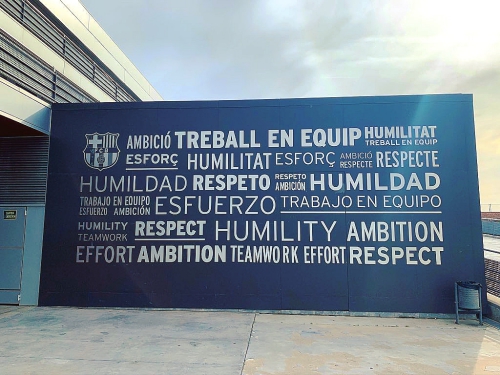 AMBICIÓ TREBALL EN EQUIP HUMILITAT
TREBALL EN EQUIP
ESFORÇ HUMILITAT ESFORÇ AMBICIÓ RESPECTE
RESPECTE
HUMILDAD RESPETO RESPETO HUMILDAD
AMBICIÓN
TRABAJO EN EQUIPO ESFUERZO TRABAJO EN EQUIPO
ESFUERZO AMBICIÓN
HUMILITY RESPECT HUMILITY AMBITION
TEAMWORK
EFFORT AMBITION TEAMWORK EFFORT RESPECT